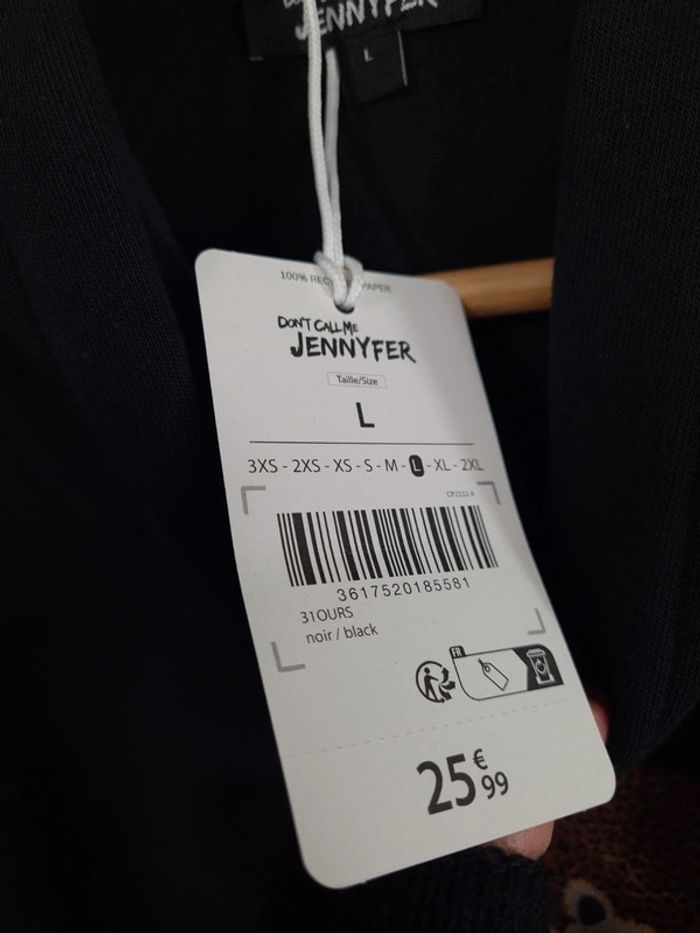 JENNYFER
L
100% REC PAPER
DON'T CALL ME
JENNYFER
Taille/Size
L
3XS - 2XS - XS - S - M - L - XL - 2XL
3617520185581
31OURS
noir / black
FR
25€99